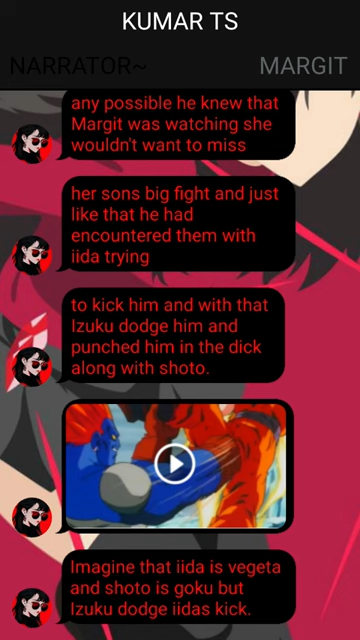 KUMAR TS
NARRATOR~
MARGIT
any possible he knew that
Margit was watching she
wouldn't want to miss
her sons big fight and just
like that he had
encountered them with
iida trying
to kick him and with that
Izuku dodge him and
punched him in the dick
along with shoto.
Imagine that iida is vegeta
and shoto is goku but
Izuku dodge iidas kick.